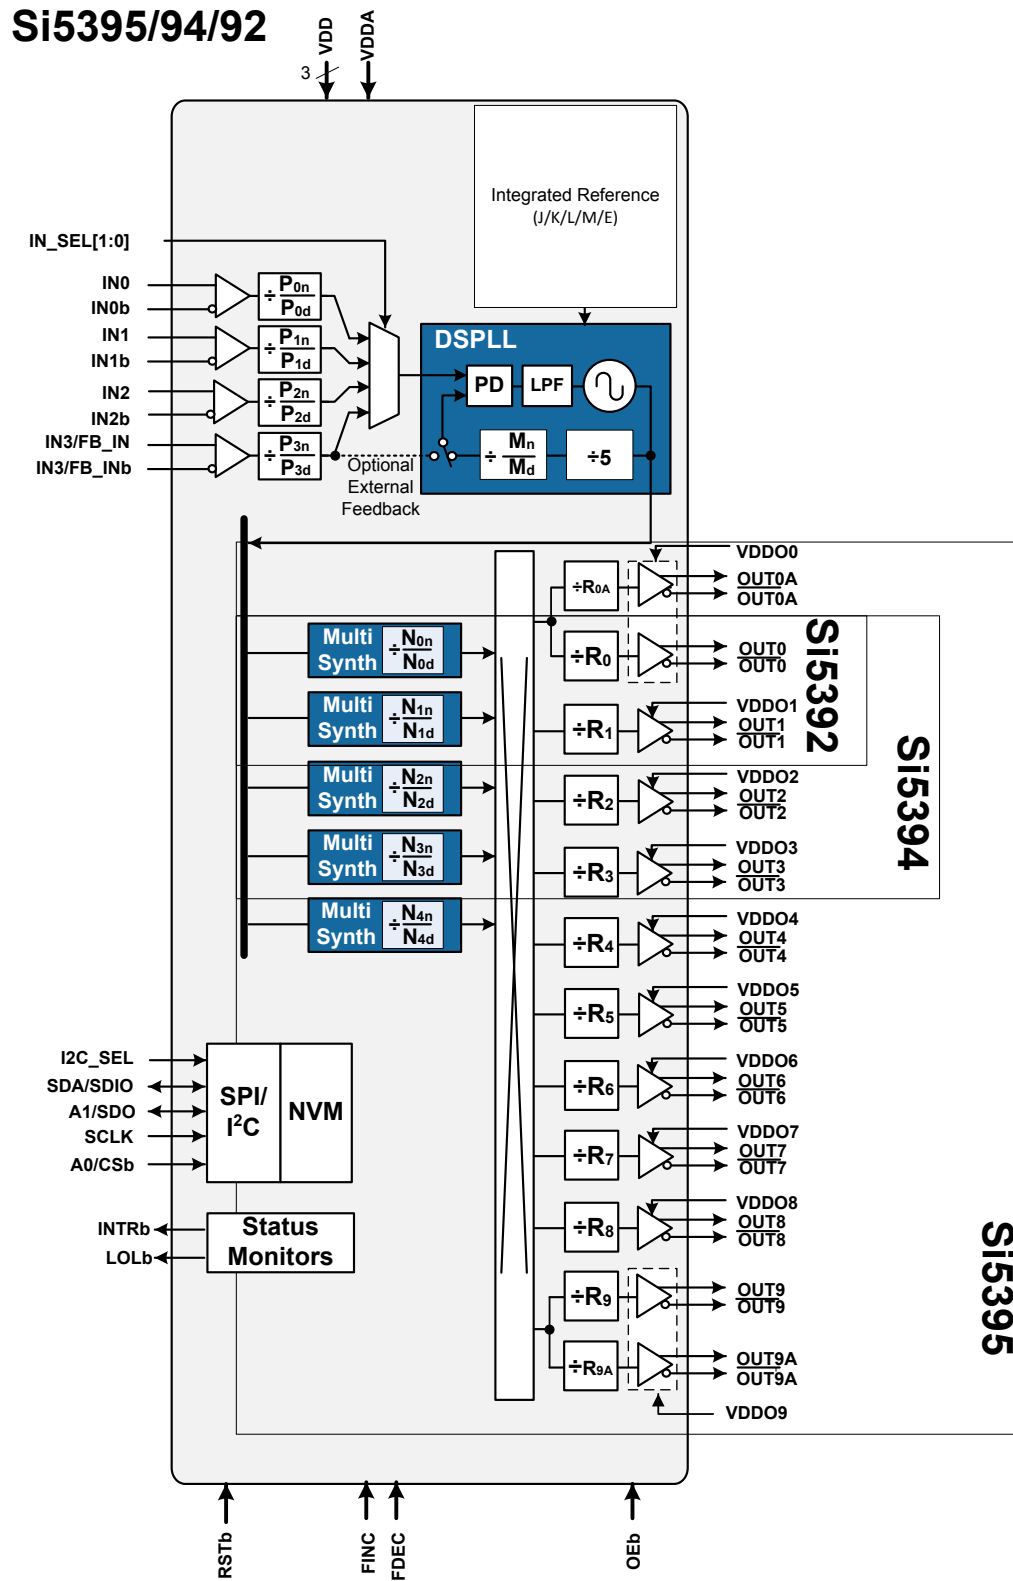 Si5395/94/92
VDD
VDDA
3
Integrated Reference
(J/K/L/M/E)
IN_SEL[1:0]
IN0
IN0b
÷ P0n
P0d
IN1
IN1b
÷ P1n
P1d
IN2
IN2b
÷ P2n
P2d
IN3/FB_IN
IN3/FB_INb
÷ P3n
P3d
DSPLL
PD
LPF
÷ Mn
Md
÷5
Optional
External
Feedback
Multi
Synth
÷ N0n
N0d
Multi
Synth
÷ N1n
N1d
Multi
Synth
÷ N2n
N2d
Multi
Synth
÷ N3n
N3d
Multi
Synth
÷ N4n
N4d
÷R0A
÷R0
÷R1
÷R2
÷R3
÷R4
÷R5
÷R6
÷R7
÷R8
÷R9
÷R9A
VDDO0
OUT0A
OUT0A
OUT0
OUT0
VDDO1
OUT1
OUT1
VDDO2
OUT2
OUT2
VDDO3
OUT3
OUT3
VDDO4
OUT4
OUT4
VDDO5
OUT5
OUT5
VDDO6
OUT6
OUT6
VDDO7
OUT7
OUT7
VDDO8
OUT8
OUT8
OUT9
OUT9
OUT9A
OUT9A
VDDO9
Si5392
Si5394
Si5395
I2C_SEL
SDA/SDIO
A1/SDO
SCLK
A0/CSb
SPI/
I²C
NVM
INTRb
LOLb
Status
Monitors
RSTb
FINC
FDEC
OEb